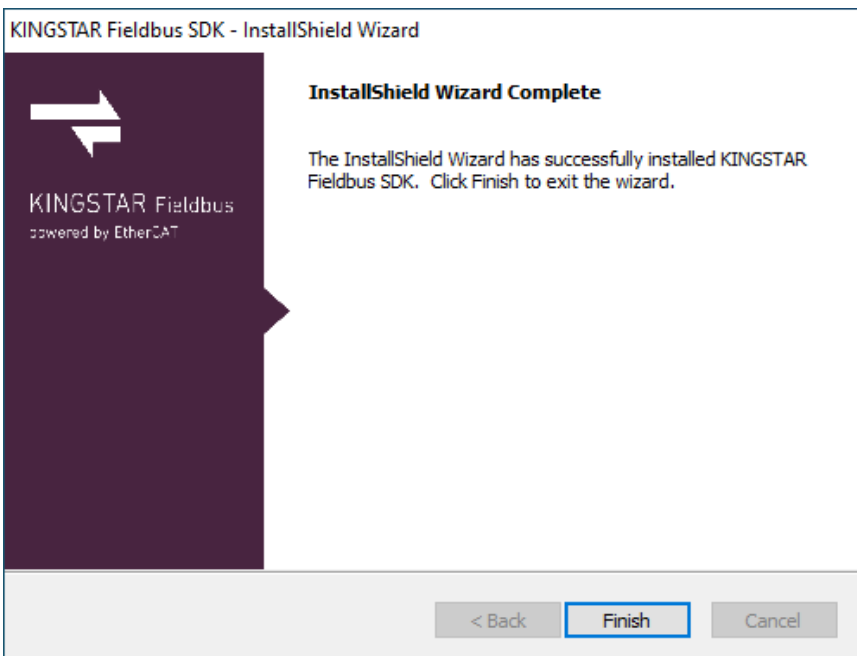 KINGSTAR Fieldbus SDK - InstallShield Wizard
KINGSTAR Fieldbus
powered by EtherCAT
InstallShield Wizard Complete
The InstallShield Wizard has successfully installed KINGSTAR
Fieldbus SDK.  Click Finish to exit the wizard.
< Back
Finish
Cancel